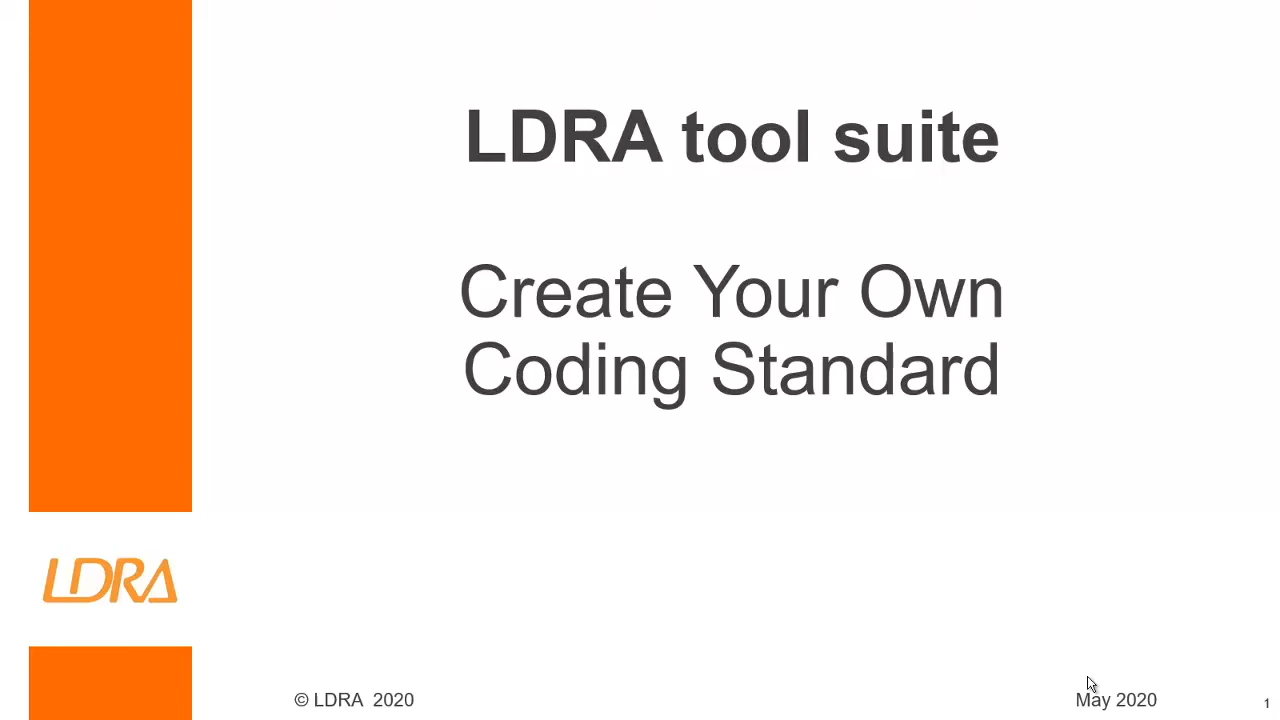 LDRA tool suite
Create Your Own
Coding Standard
LDRA
© LDRA 2020
May 2020
1